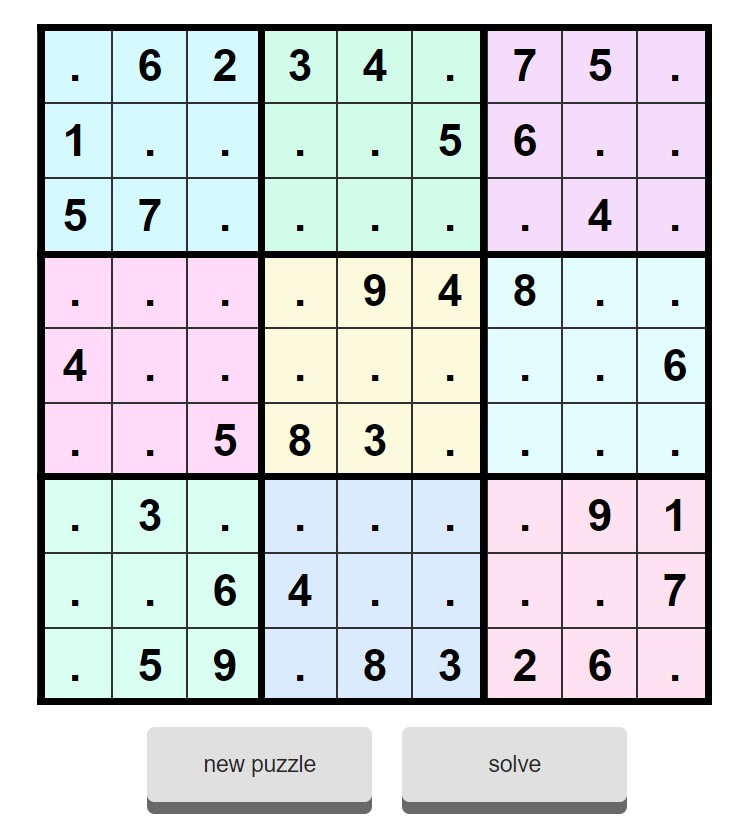 . 6 2 3 4 . 7 5 .
1 . . . . 5 6 . .
5 7 . . . . . 4 .
. . . . 9 4 8 . .
4 . . . . . . . 6
. . 5 8 3 . . . .
. 3 . . . . . 9 1
. . 6 4 . . . . 7
. 5 9 . 8 3 2 6 .
new puzzle solve